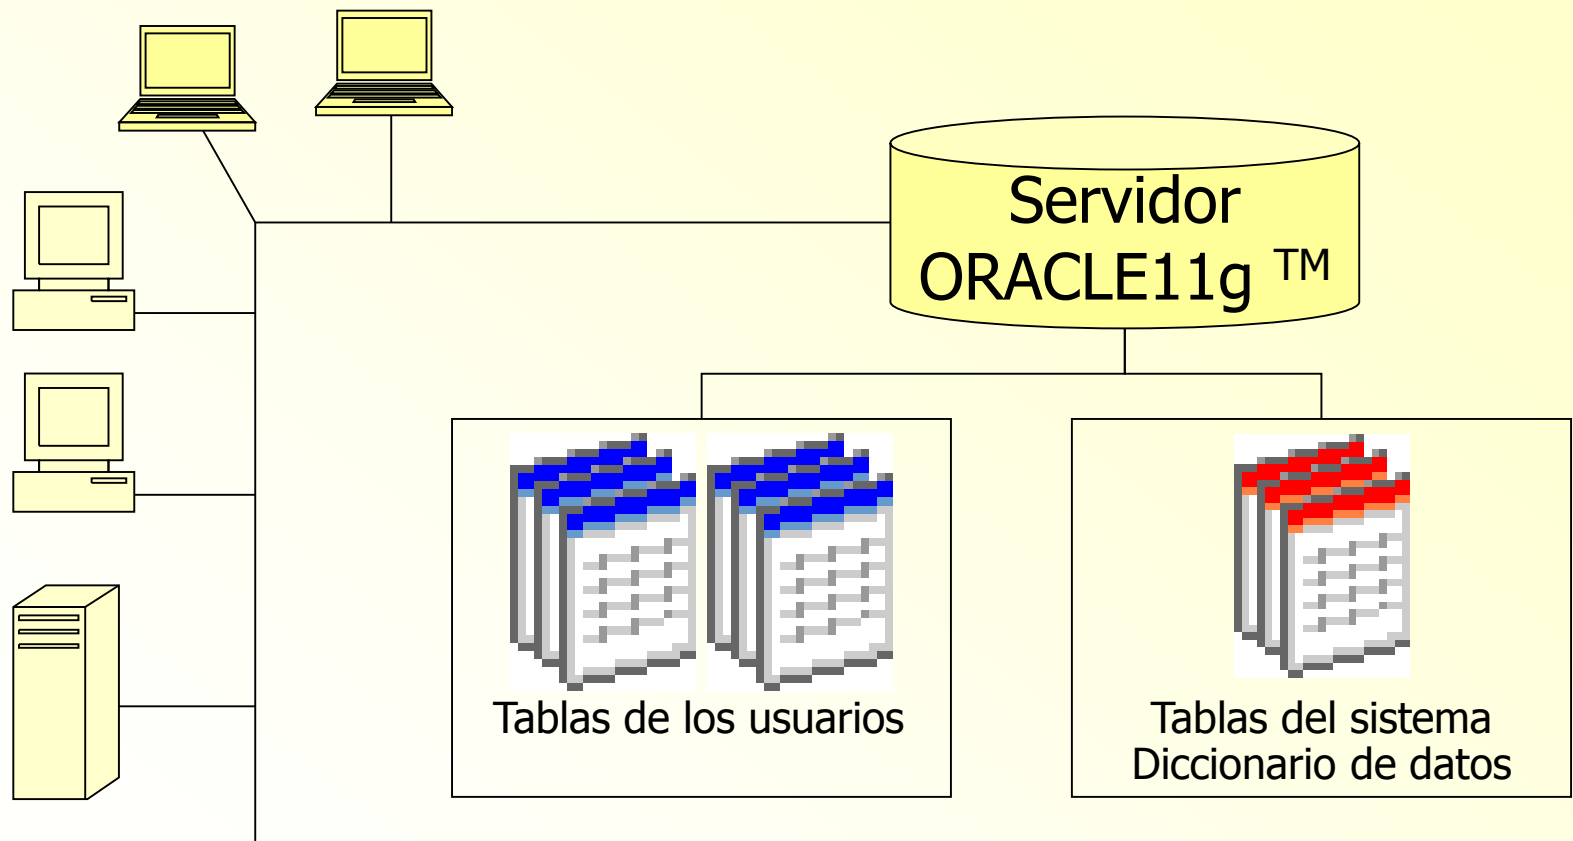 Servidor
ORACLE11g TM
Tablas de los usuarios
Tablas del sistema
Diccionario de datos